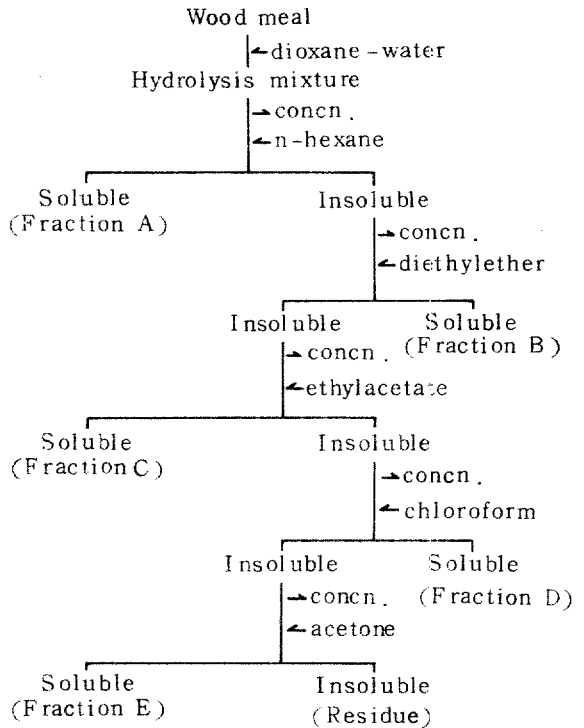 Wood meal
dioxane-water
Hydrolysis mixture
concn.
n-hexane
Soluble Insoluble
(Fraction A)
concn.
diethylether
Insoluble Soluble
(Fraction B)
concn.
ethylacetate
Soluble Insoluble
(Fraction C)
concn.
chloroform
Insoluble Soluble
(Fraction D)
concn.
acetone
Soluble Insoluble
(Fraction E) (Residue)